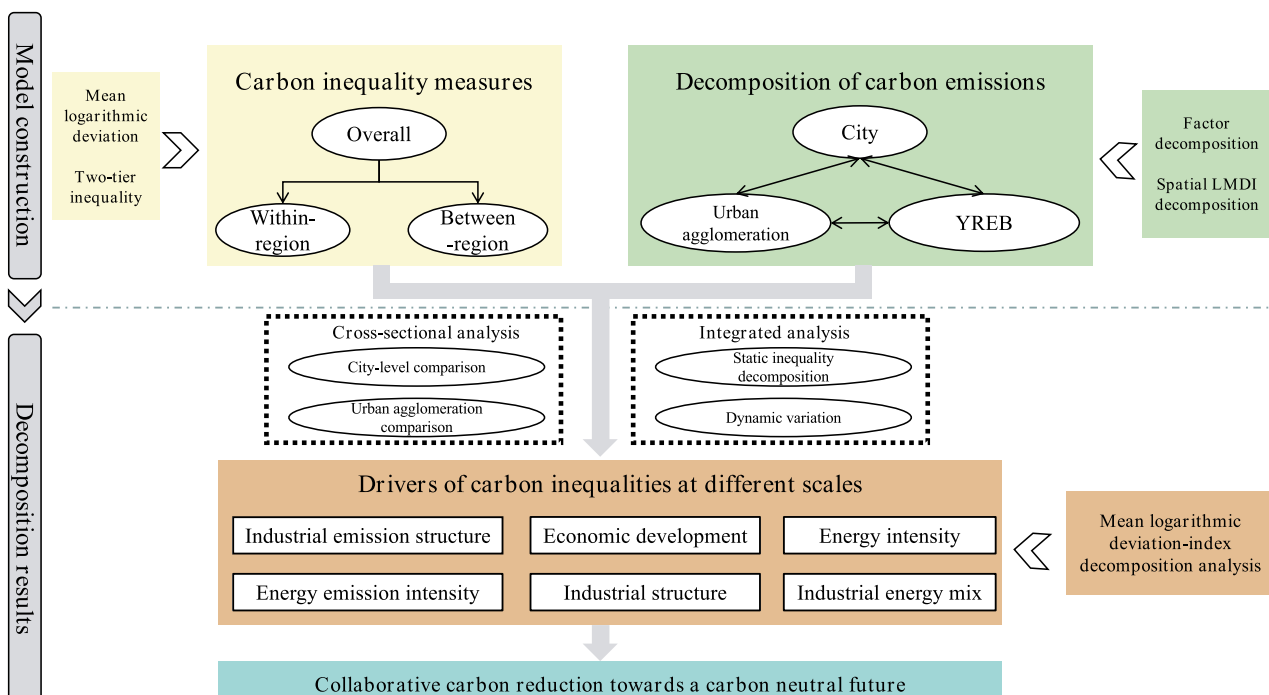 Model construction
Mean
logarithmic
deviation
Two-tier
inequality
Carbon inequality measures
Overall
Within-
region
Between
-region
Decomposition of carbon emissions
City
Urban
agglomeration
YREB
Factor
decomposition
Spatial LMDI
decomposition
Decomposition results
Cross-sectional analysis
City-level comparison
Urban agglomeration
comparison
Integrated analysis
Static inequality
decomposition
Dynamic variation
Drivers of carbon inequalities at different scales
Industrial emission structure
Economic development
Energy intensity
Energy emission intensity
Industrial structure
Industrial energy mix
Mean logarithmic
deviation-index
decomposition analysis
Collaborative carbon reduction towards a carbon neutral future